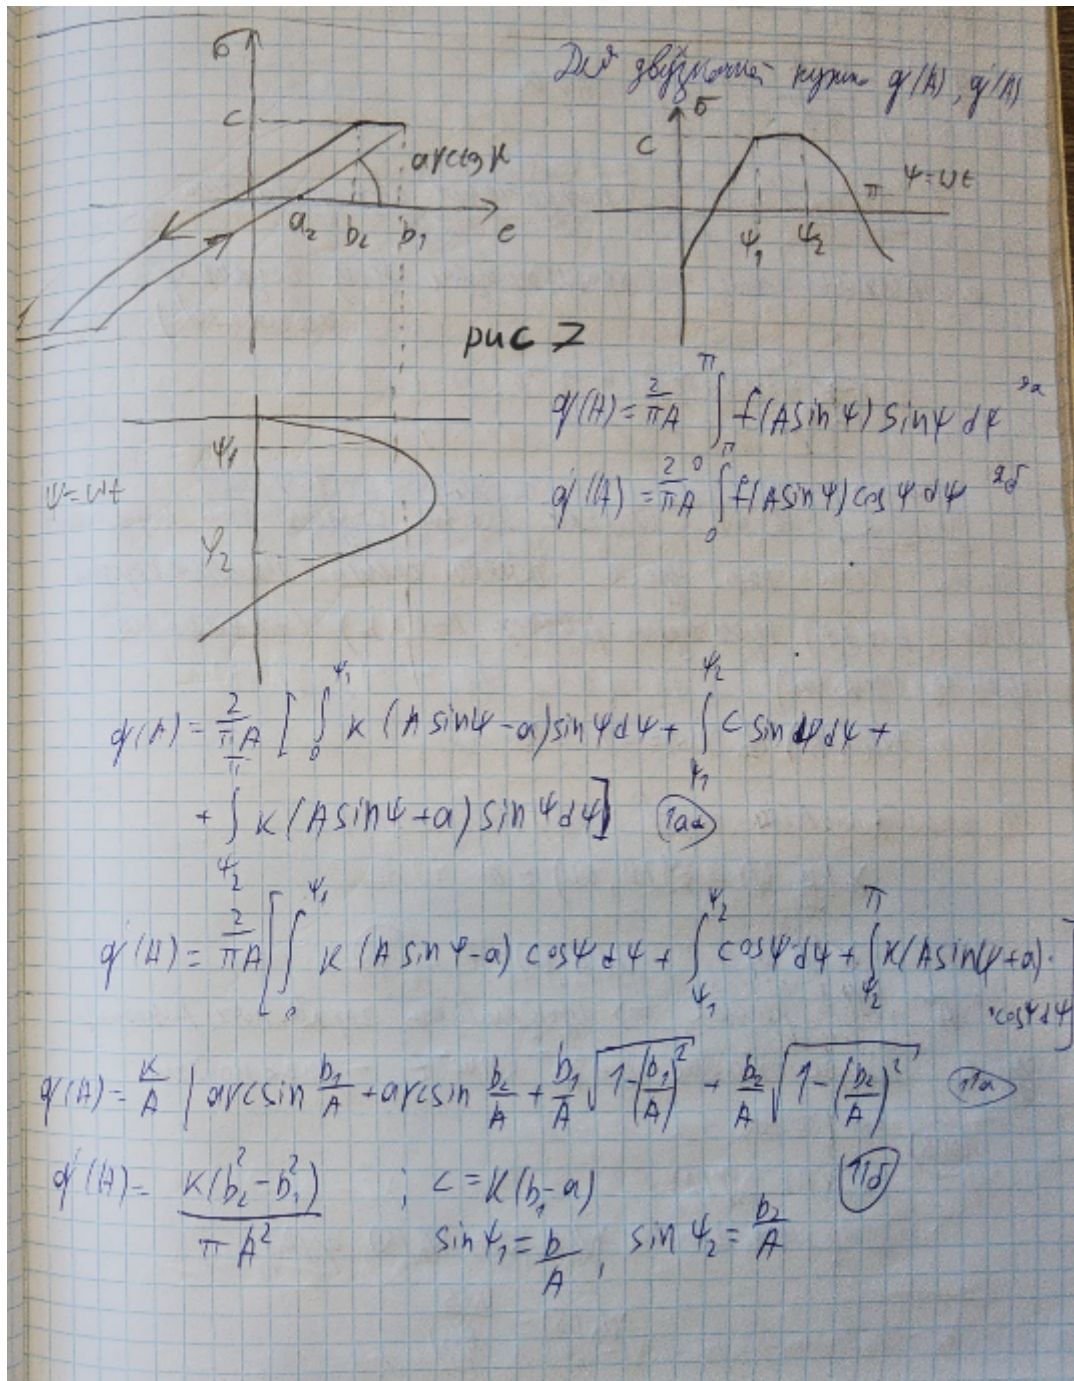 Для двузначной нужно q(A), q'(A)
σ
c
arctg k
a₂ b₂ b₁ e
σ
c
π ψ=ωt
ψ₁ ψ₂
рис 7
ψ₁
ψ=ωt
ψ₂
q(A) = 2/(πA) ∫₀^π f(A sin ψ) sin ψ dψ
q'(A) = 2/(πA) ∫₀^π f(A sin ψ) cos ψ dψ
q(A) = 2/(πA) [ ∫₀^ψ₁ k (A sin ψ - a) sin ψ dψ + ∫_ψ₁^ψ₂ c sin ψ dψ +
+ ∫_ψ₂^π k (A sin ψ + a) sin ψ dψ]
q'(A) = 2/(πA) [ ∫₀^ψ₁ k (A sin ψ - a) cos ψ dψ + ∫_ψ₁^ψ₂ cos ψ dψ + ∫_ψ₂^π k(A sin(ψ + a) ·
· cos ψ dψ]
q(A) = k/A | arcsin b₁/A + arcsin b₂/A + b₁/A √(1-(b₁/A)²) + b₂/A √(1-(b₂/A)²) 11а
q'(A) - k(b₂² - b₁²)/(πA²) ; c = k(b₁ - a) 11б
sin ψ₁ = b/A , sin ψ₂ = b₂/A